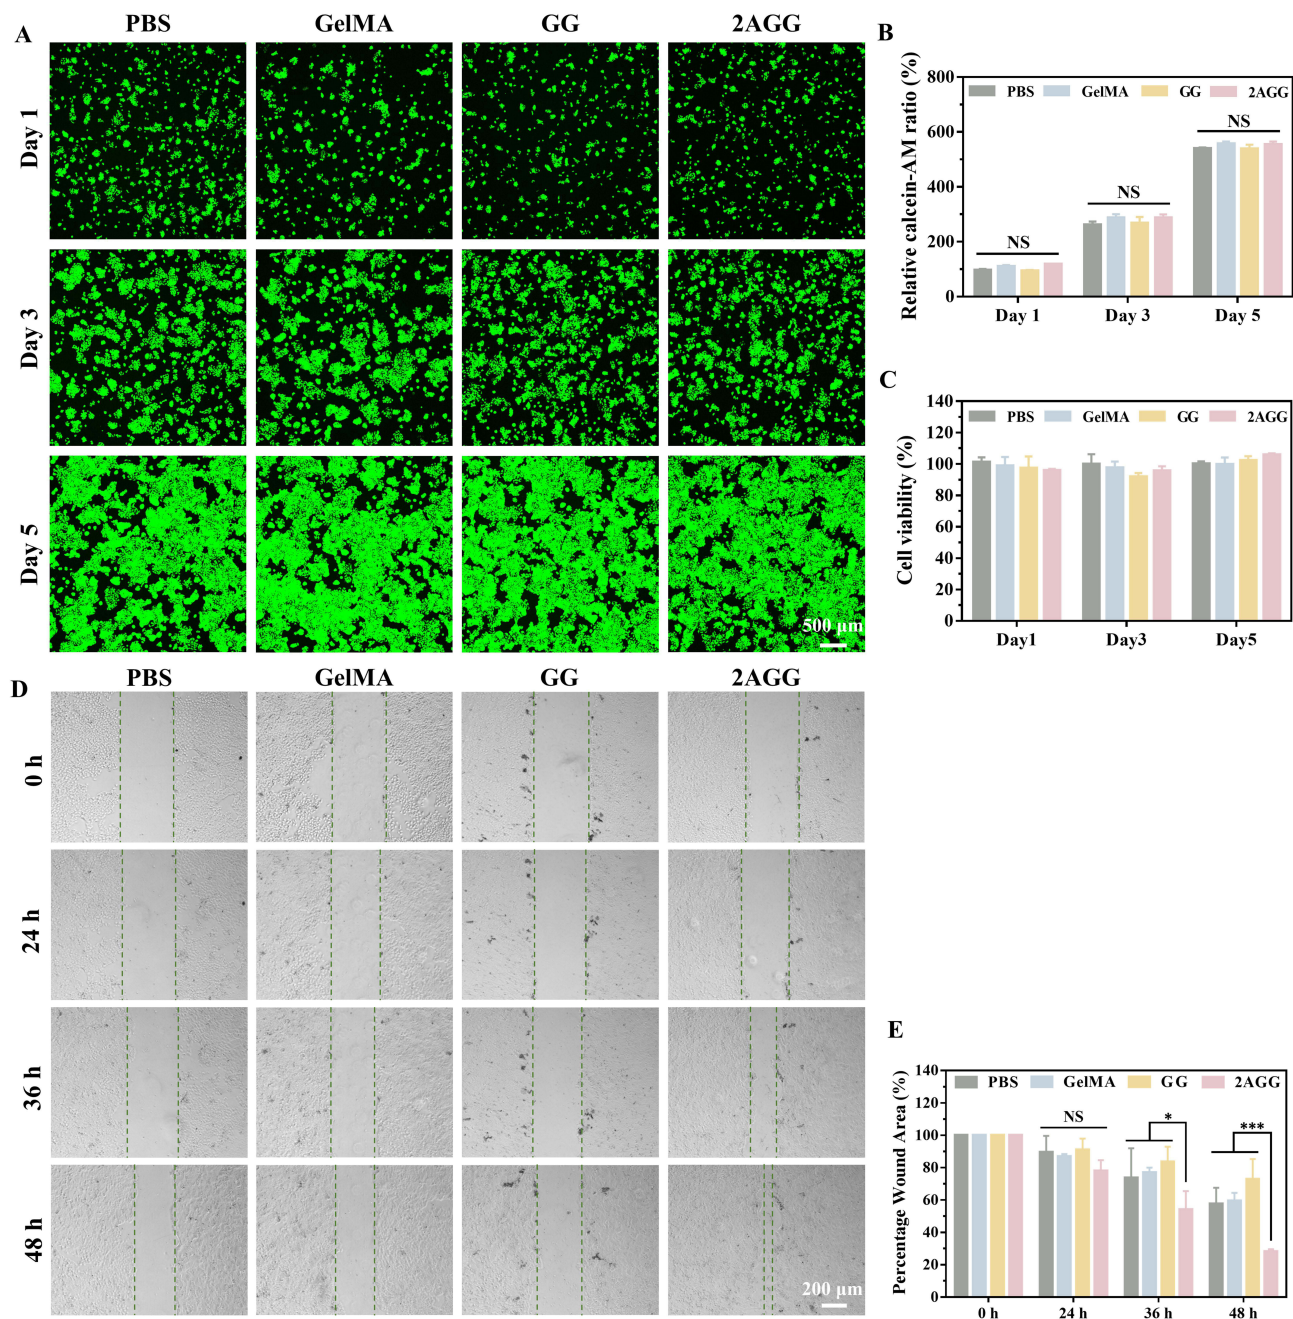 A
PBS GelMA GG 2AGG
Day 1
Day 3
Day 5
500 μm
B
Relative calcein-AM ratio (%)
800
600
400
200
0
PBS GelMA GG 2AGG
NS
NS
NS
Day 1 Day 3 Day 5
C
Cell viability (%)
140
120
100
80
60
40
20
0
PBS GelMA GG 2AGG
Day1 Day3 Day5
D
PBS GelMA GG 2AGG
0 h
24 h
36 h
48 h
200 μm
E
Percentage Wound Area (%)
140
120
100
80
60
40
20
0
PBS GelMA GG 2AGG
NS
*
***
0 h 24 h 36 h 48 h